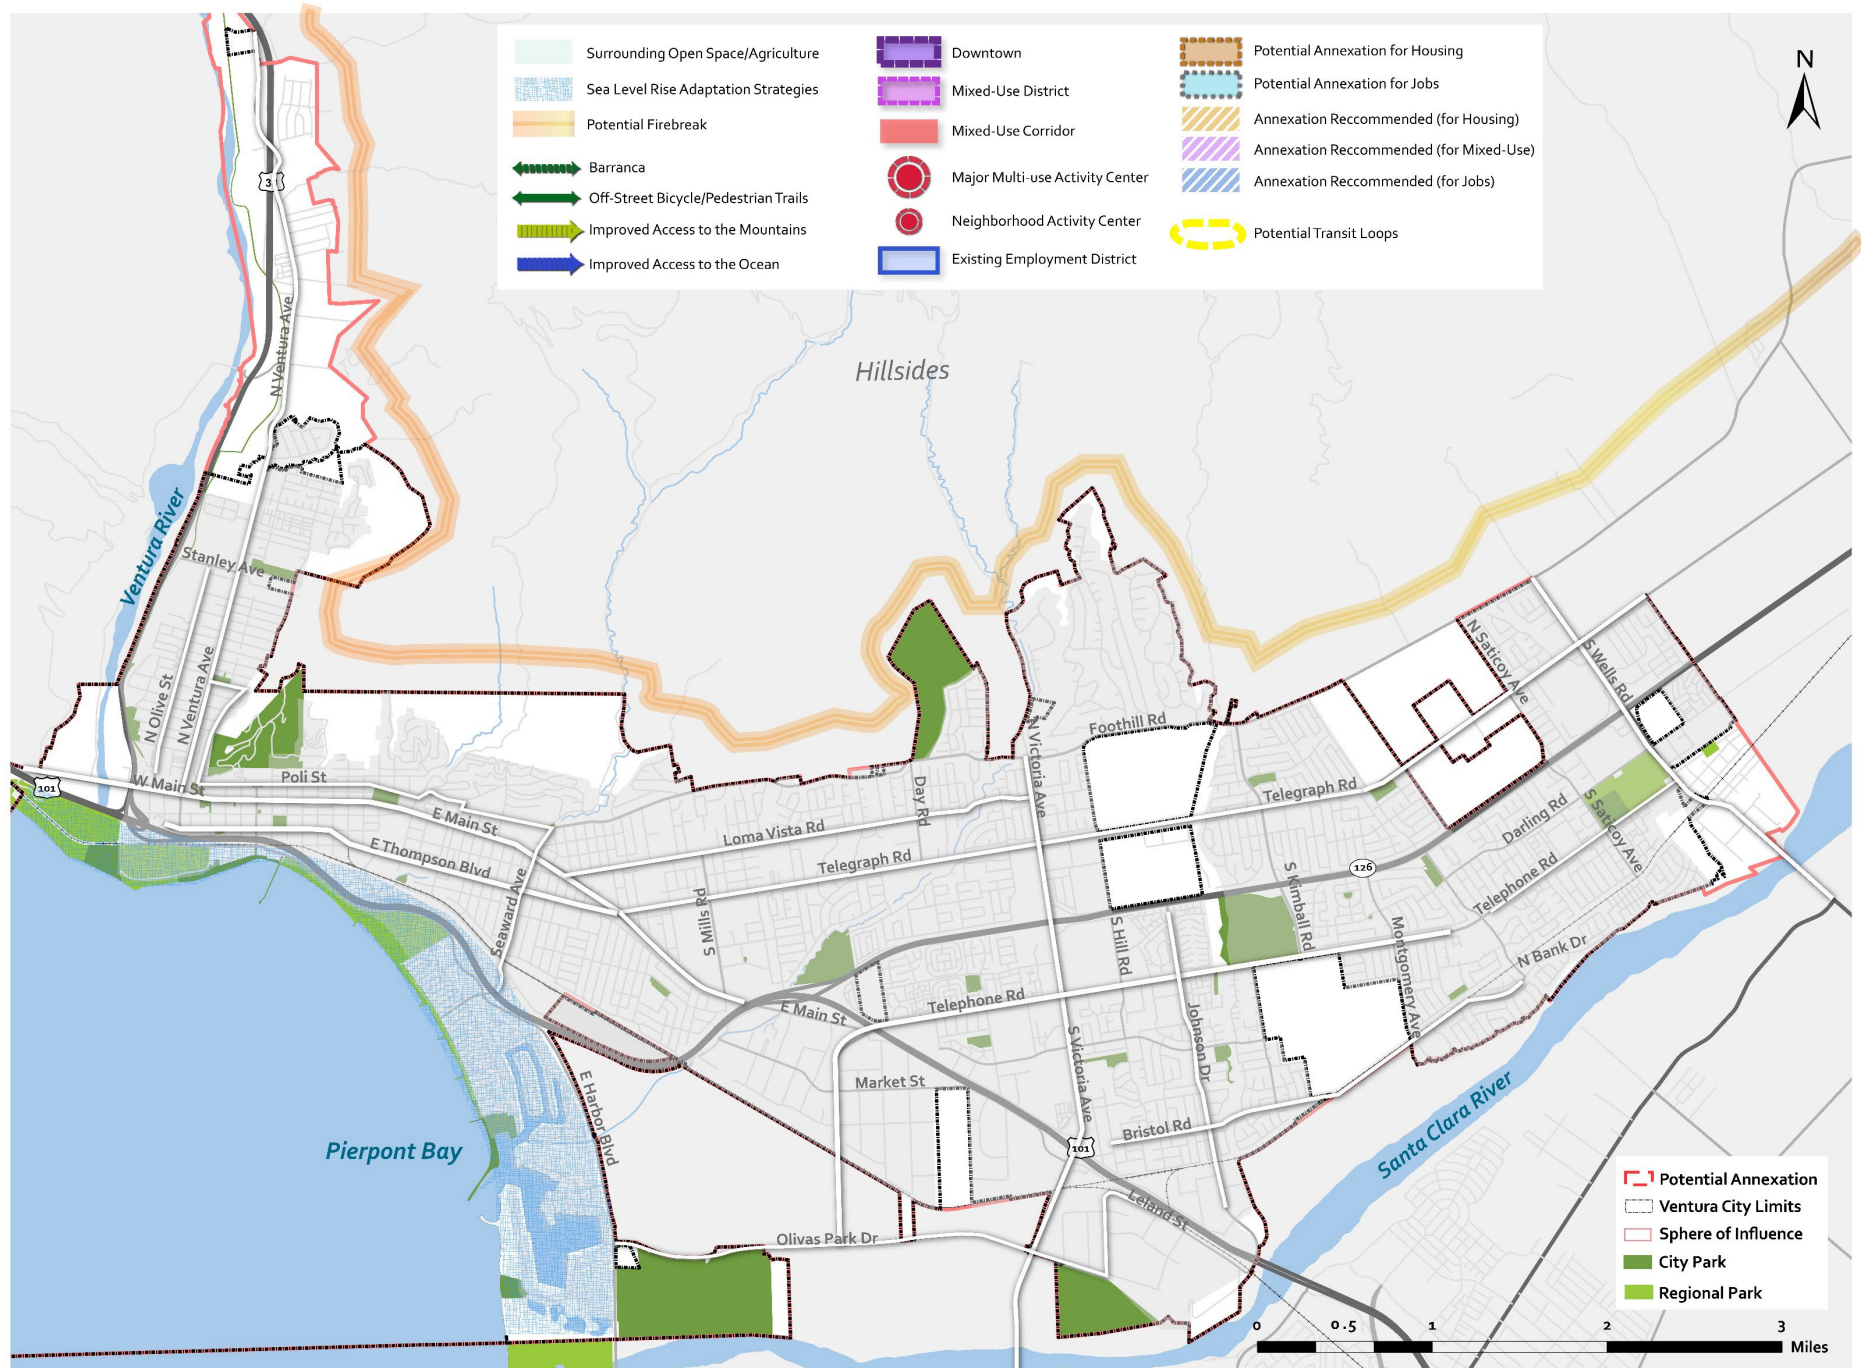 Surrounding Open Space/Agriculture
Sea Level Rise Adaptation Strategies
Potential Firebreak
Barranca
Off-Street Bicycle/Pedestrian Trails
Improved Access to the Mountains
Improved Access to the Ocean
Downtown
Mixed-Use District
Mixed-Use Corridor
Major Multi-use Activity Center
Neighborhood Activity Center
Existing Employment District
Potential Annexation for Housing
Potential Annexation for Jobs
Annexation Reccommended (for Housing)
Annexation Reccommended (for Mixed-Use)
Annexation Reccommended (for Jobs)
Potential Transit Loops
N
N Ventura Ave
Hillsides
Ventura River
Stanley Ave
N Olive St
N Ventura Ave
101
W Main St
Poli St
E Main St
E Thompson Blvd
Seaward Ave
S Mills Rd
Loma Vista Rd
Telegraph Rd
Day Rd
N Victoria Ave
Foothill Rd
Telegraph Rd
N Saticoy Ave
S Wells Rd
Darling Rd
S Saticoy Ave
126
Telephone Rd
S Kimball Rd
S Hill Rd
Montgomery Ave
N Bank Dr
E Main St
Telephone Rd
Johnson Dr
S Victoria Ave
Market St
E Harbor Blvd
Bristol Rd
101
Pierpont Bay
Santa Clara River
Leland St
Olivas Park Dr
Potential Annexation
Ventura City Limits
Sphere of Influence
City Park
Regional Park
0 0.5 1 2 3
Miles